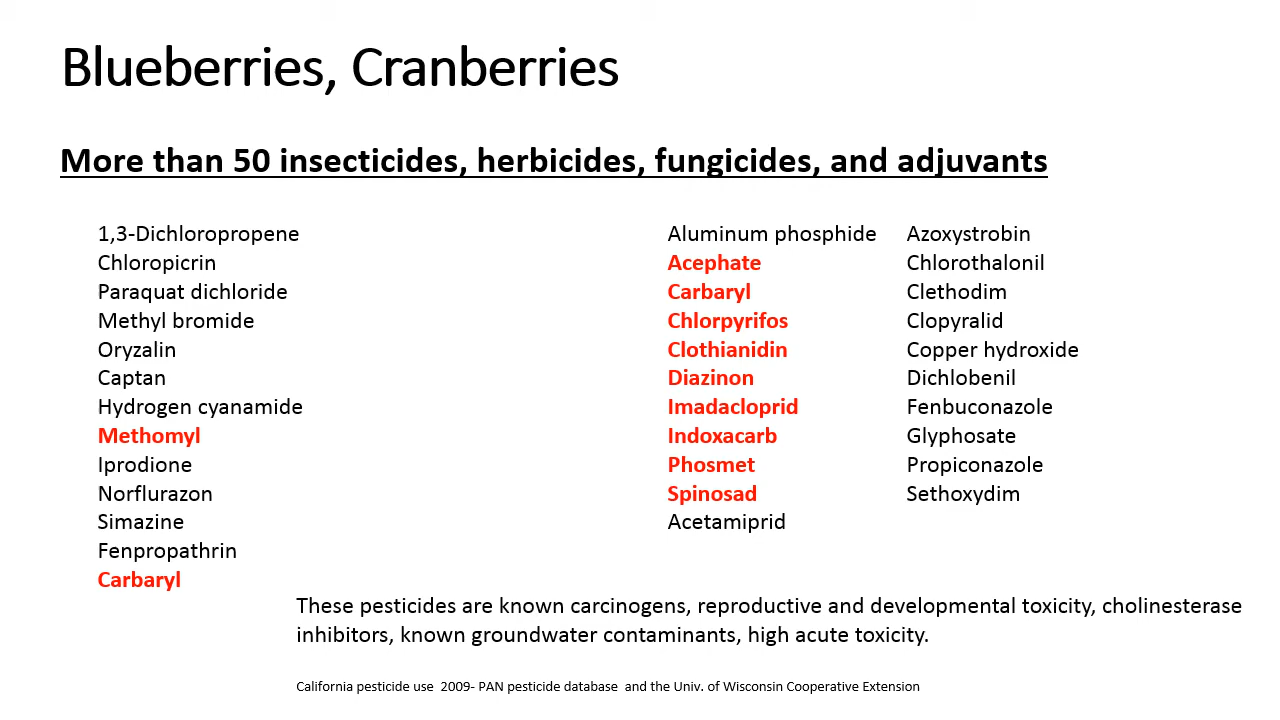 Blueberries, Cranberries
More than 50 insecticides, herbicides, fungicides, and adjuvants
1,3-Dichloropropene
Chloropicrin
Paraquat dichloride
Methyl bromide
Oryzalin
Captan
Hydrogen cyanamide
Methomyl
Iprodione
Norflurazon
Simazine
Fenpropathrin
Carbaryl
Aluminum phosphide
Acephate
Carbaryl
Chlorpyrifos
Clothianidin
Diazinon
Imadacloprid
Indoxacarb
Phosmet
Spinosad
Acetamiprid
Azoxystrobin
Chlorothalonil
Clethodim
Clopyralid
Copper hydroxide
Dichlobenil
Fenbuconazole
Glyphosate
Propiconazole
Sethoxydim
These pesticides are known carcinogens, reproductive and developmental toxicity, cholinesterase
inhibitors, known groundwater contaminants, high acute toxicity.
California pesticide use 2009- PAN pesticide database and the Univ. of Wisconsin Cooperative Extension